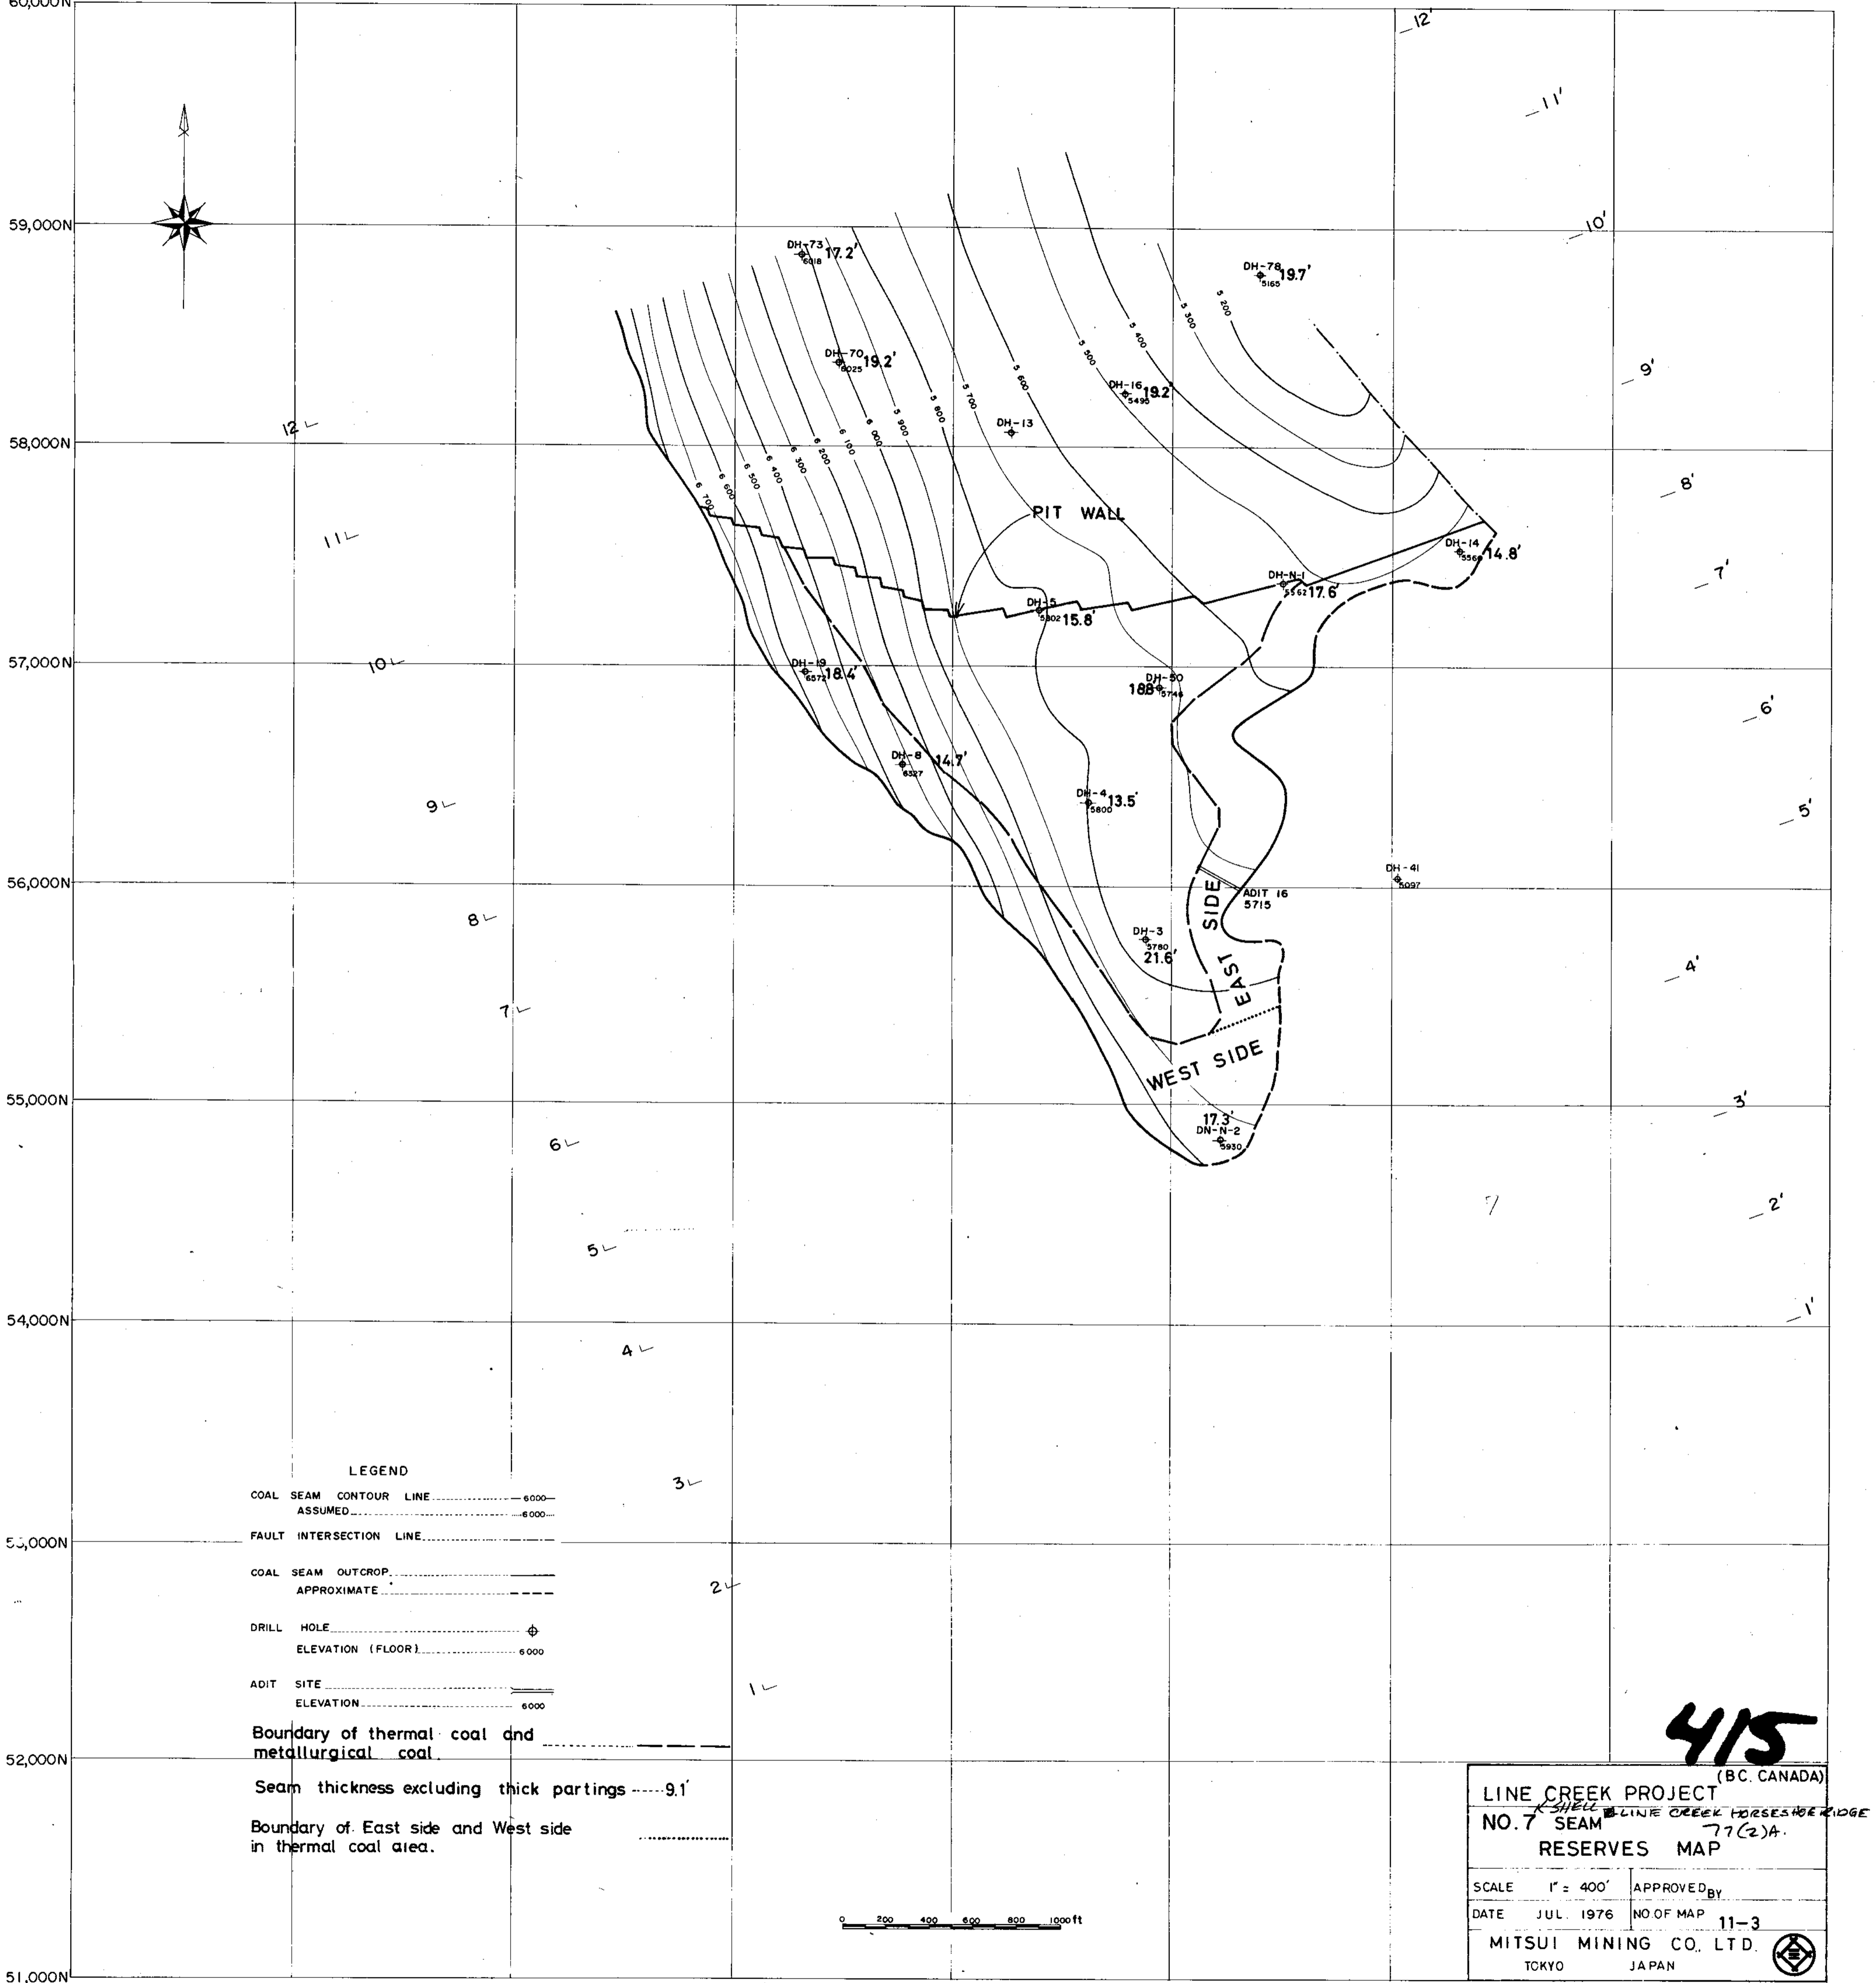 60,000N
12'
11'
10'
59,000N
DH-73 17.2'
6018
DH-78 19.7'
5165
5 200
5 300
5 400
5 500
5 600
5 700
5 800
5 900
6 000
6 100
6 200
6 300
6 400
6 500
6 600
6 700
DH-70 19.2'
6025
DH-16 19.2'
5495
9'
12
58,000N
DH-13
8'
PIT WALL
11
DH-14 14.8'
7'
DH-N-1
5562 17.6'
DH-5
5802 15.8'
57,000N
10
DH-19
6572 18.4'
DH-50
18.8' 5746
6'
DH-8 14.7'
6327
9
DH-4 13.5'
5800
5'
56,000N
DH-41
5097
ADIT 16
5715
8
DH-3
5780
21.6'
EAST SIDE
4'
7
WEST SIDE
55,000N
3'
17.3'
DN-N-2
5930
6
2'
5
54,000N
1'
4
3
LEGEND
COAL SEAM CONTOUR LINE 6000
ASSUMED 6000
FAULT INTERSECTION LINE
53,000N
COAL SEAM OUTCROP
APPROXIMATE
2
DRILL HOLE
ELEVATION (FLOOR) 6000
ADIT SITE
ELEVATION 6000
1
Boundary of thermal coal and
metallurgical coal.
52,000N
Seam thickness excluding thick partings 9.1'
Boundary of East side and West side
in thermal coal area.
0 200 400 600 800 1000 ft
51,000N
415
(BC. CANADA)
LINE CREEK PROJECT
K-SHELL LINE CREEK HORSESHOE RIDGE
NO. 7 SEAM 77(2)A.
RESERVES MAP
SCALE 1" = 400' APPROVED BY
DATE JUL. 1976 NO. OF MAP 11-3
MITSUI MINING CO., LTD.
TOKYO JAPAN